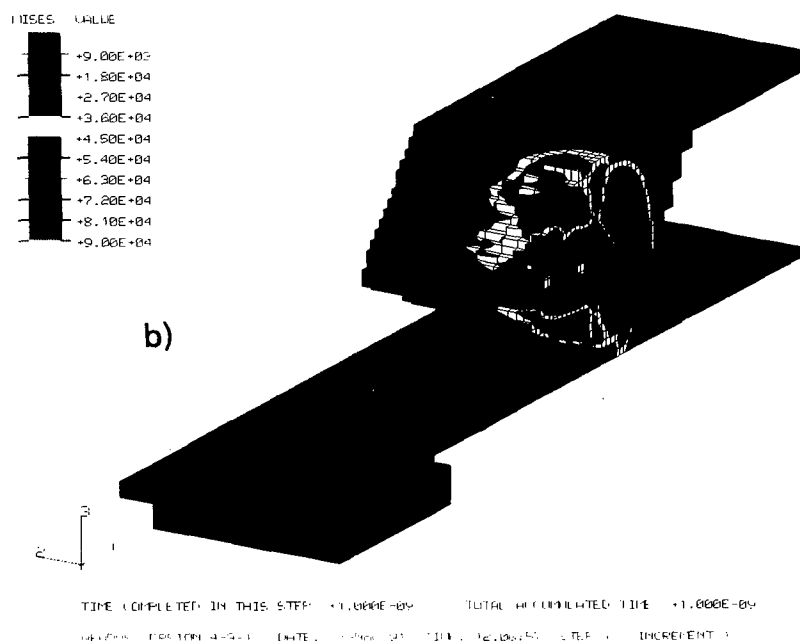 MISES VALUE
+9.00E+03
+1.80E+04
+2.70E+04
+3.60E+04
+4.50E+04
+5.40E+04
+6.30E+04
+7.20E+04
+8.10E+04
+9.00E+04
b)
3
2
1
TIME COMPLETED IN THIS STEP +1.000E-09 TOTAL ACCUMULATED TIME +1.000E-09
DATE: STEP INCREMENT